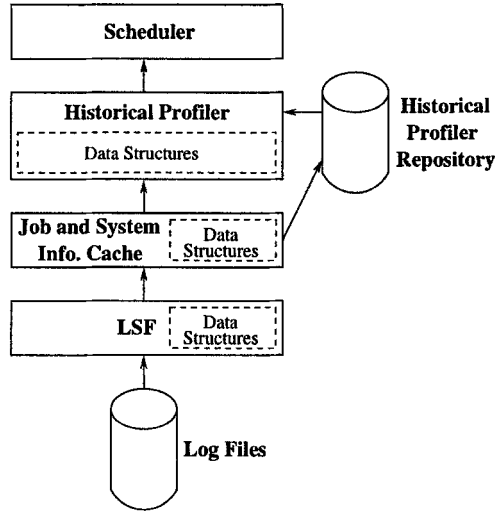 Scheduler
Historical Profiler
Data Structures
Historical
Profiler
Repository
Job and System
Info. Cache
Data
Structures
LSF
Data
Structures
Log Files